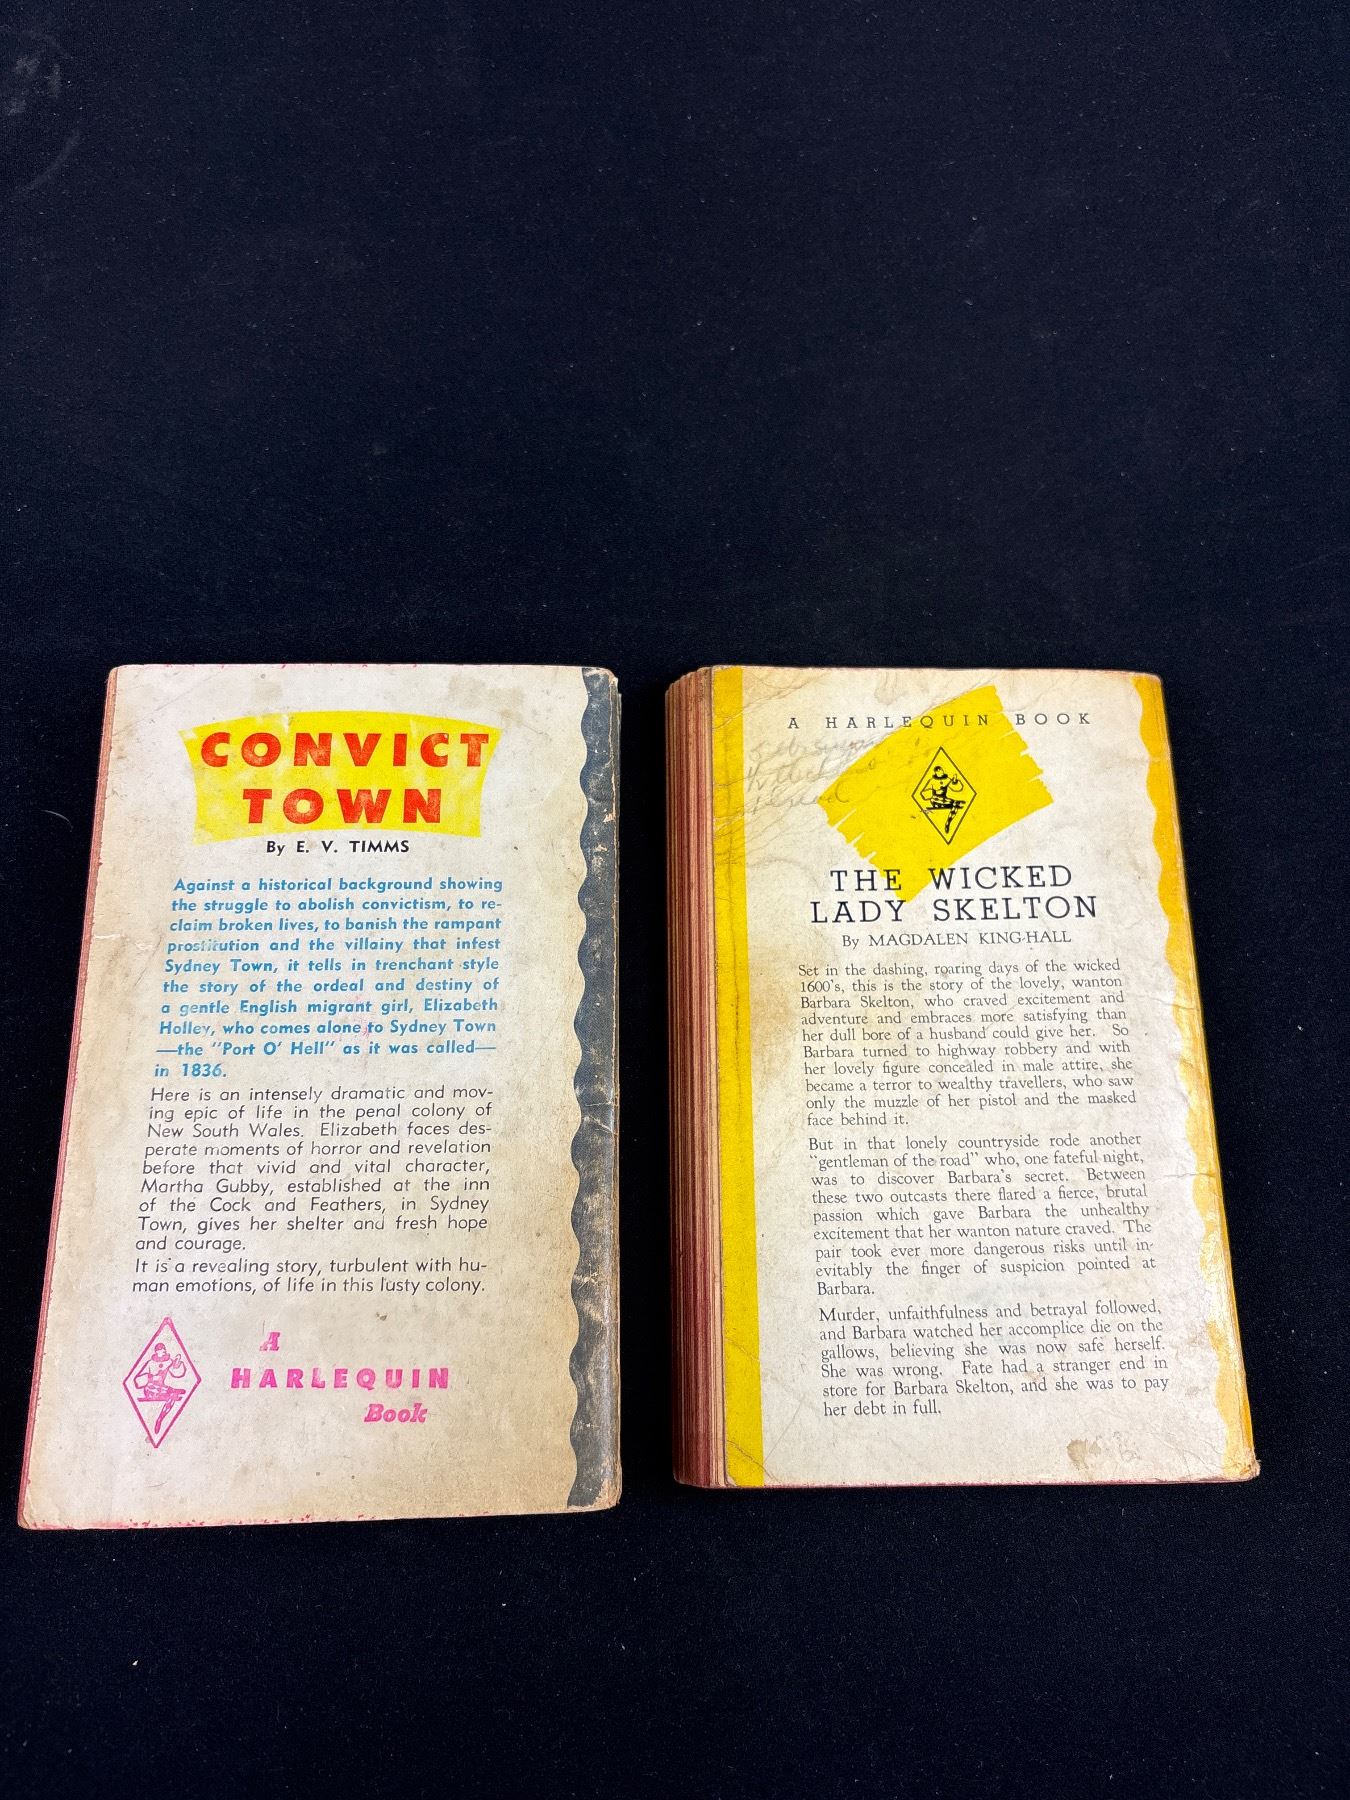 CONVICT
TOWN
By E. V. TIMMS
Against a historical background showing
the struggle to abolish convictism, to re-
claim broken lives, to banish the rampant
prostitution and the villainy that infest
Sydney Town, it tells in trenchant style
the story of the ordeal and destiny of
a gentle English migrant girl, Elizabeth
Holley, who comes alone to Sydney Town
—the "Port O' Hell" as it was called—
in 1836.
Here is an intensely dramatic and mov-
ing epic of life in the penal colony of
New South Wales. Elizabeth faces des-
perate moments of horror and revelation
before that vivid and vital character,
Martha Gubby, established at the inn
of the Cock and Feathers, in Sydney
Town, gives her shelter and fresh hope
and courage.
It is a revealing story, turbulent with hu-
man emotions, of life in this lusty colony.
A
HARLEQUIN
Book
A HARLEQUIN BOOK
THE WICKED
LADY SKELTON
By MAGDALEN KING-HALL
Set in the dashing, roaring days of the wicked
1600's, this is the story of the lovely, wanton
Barbara Skelton, who craved excitement and
adventure and embraces more satisfying than
her dull bore of a husband could give her. So
Barbara turned to highway robbery and with
her lovely figure concealed in male attire, she
became a terror to wealthy travellers, who saw
only the muzzle of her pistol and the masked
face behind it.
But in that lonely countryside rode another
"gentleman of the road" who, one fateful night,
was to discover Barbara's secret. Between
these two outcasts there flared a fierce, brutal
passion which gave Barbara the unhealthy
excitement that her wanton nature craved. The
pair took ever more dangerous risks until in-
evitably the finger of suspicion pointed at
Barbara.
Murder, unfaithfulness and betrayal followed,
and Barbara watched her accomplice die on the
gallows, believing she was now safe herself.
She was wrong. Fate had a stranger end in
store for Barbara Skelton, and she was to pay
her debt in full.